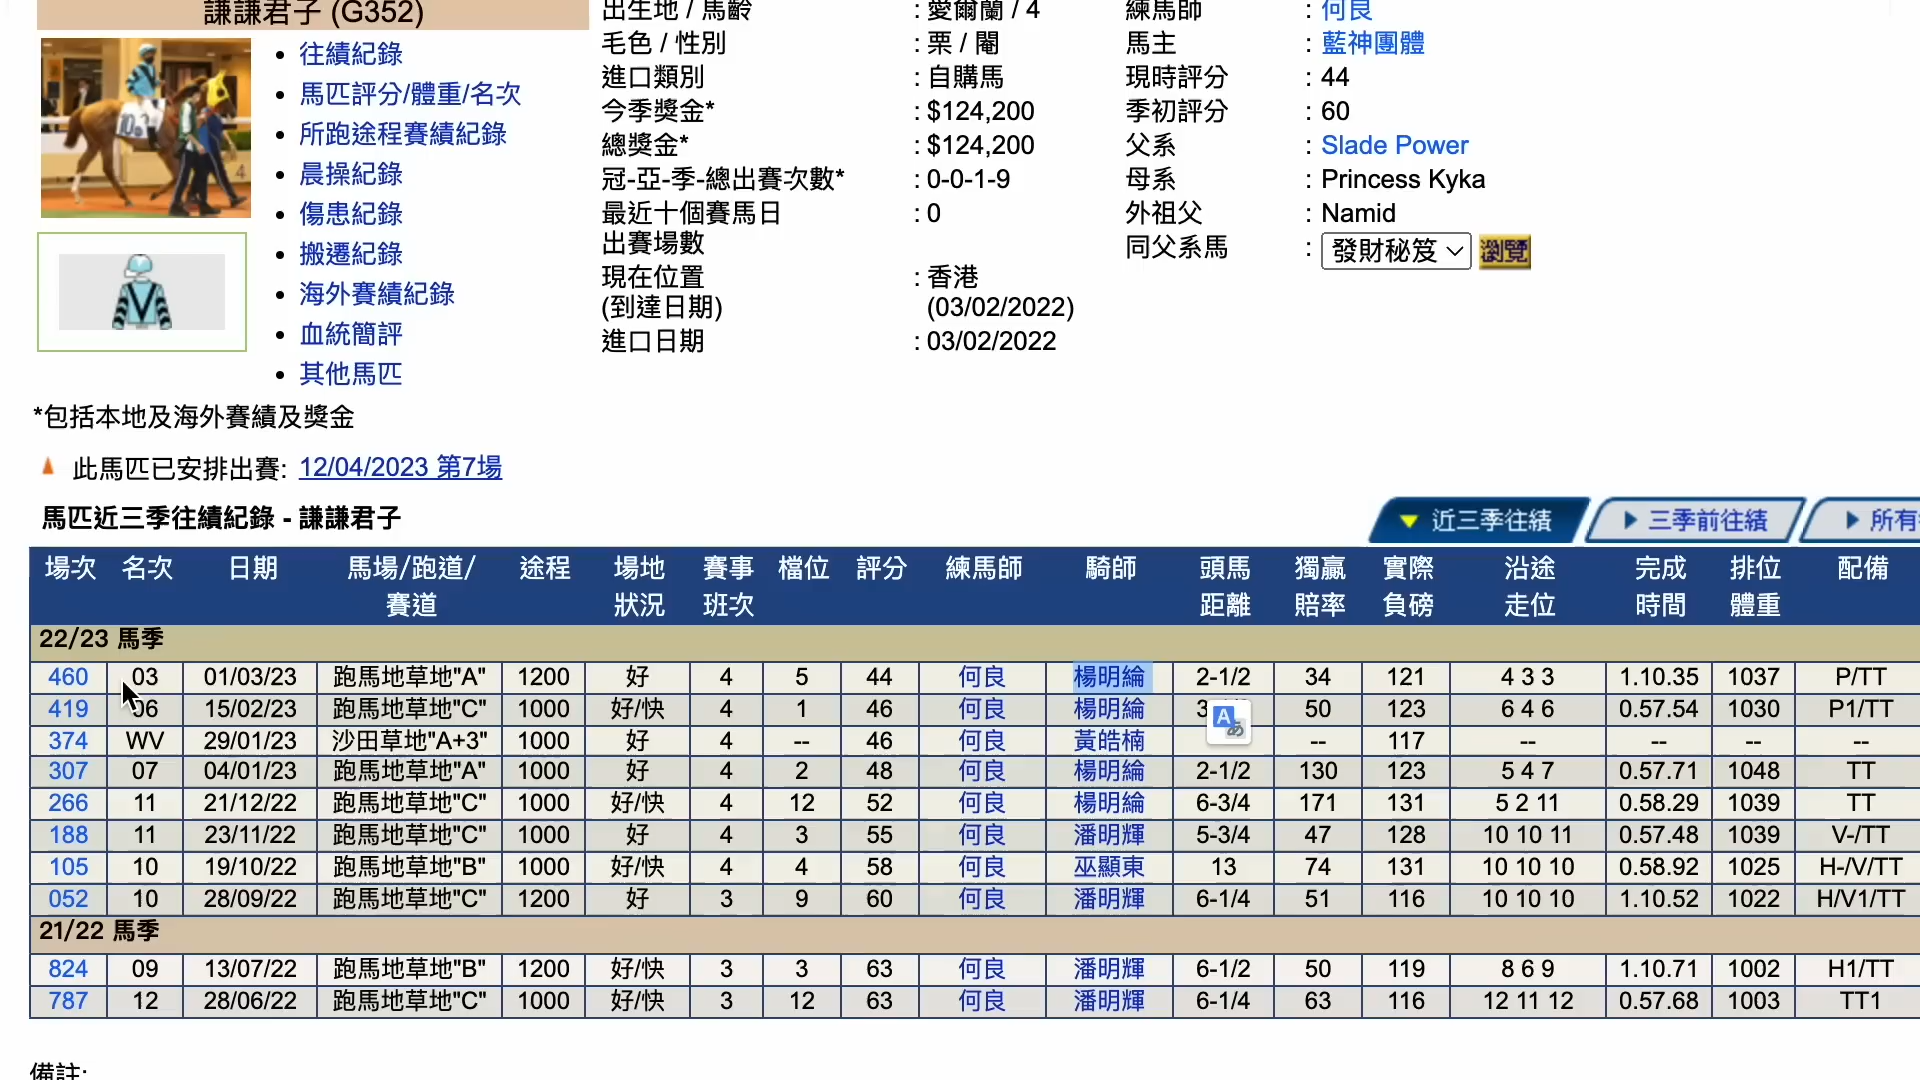 謙謙君子 (G352)
往績紀錄
馬匹評分/體重/名次
所跑途程賽績紀錄
晨操紀錄
傷患紀錄
搬遷紀錄
海外賽績紀錄
血統簡評
其他馬匹
出生地 / 馬齡 : 愛爾蘭 / 4
毛色 / 性別 : 栗 / 閹
進口類別 : 自購馬
今季獎金* : $124,200
總獎金* : $124,200
冠-亞-季-總出賽次數* : 0-0-1-9
最近十個賽馬日 : 0
出賽場數
現在位置 : 香港
(到達日期) (03/02/2022)
進口日期 : 03/02/2022
練馬師 : 何良
馬主 : 藍神團體
現時評分 : 44
季初評分 : 60
父系 : Slade Power
母系 : Princess Kyka
外祖父 : Namid
同父系馬 : 發財秘笈 瀏覽
*包括本地及海外賽績及獎金
此馬匹已安排出賽: 12/04/2023 第7場
馬匹近三季往績紀錄 - 謙謙君子
近三季往績 三季前往績 所有
場次 名次 日期 馬場/跑道/ 途程 場地 賽事 檔位 評分 練馬師 騎師 頭馬 獨贏 實際 沿途 完成 排位 配備
賽道 狀況 班次 距離 賠率 負磅 走位 時間 體重
22/23 馬季
460 03 01/03/23 跑馬地草地"A" 1200 好 4 5 44 何良 楊明綸 2-1/2 34 121 4 3 3 1.10.35 1037 P/TT
419 06 15/02/23 跑馬地草地"C" 1000 好/快 4 1 46 何良 楊明綸 3 50 123 6 4 6 0.57.54 1030 P1/TT
374 WV 29/01/23 沙田草地"A+3" 1000 好 4 -- 46 何良 黃皓楠 -- 117 -- -- -- --
307 07 04/01/23 跑馬地草地"A" 1000 好 4 2 48 何良 楊明綸 2-1/2 130 123 5 4 7 0.57.71 1048 TT
266 11 21/12/22 跑馬地草地"C" 1000 好/快 4 12 52 何良 楊明綸 6-3/4 171 131 5 2 11 0.58.29 1039 TT
188 11 23/11/22 跑馬地草地"C" 1000 好 4 3 55 何良 潘明輝 5-3/4 47 128 10 10 11 0.57.48 1039 V-/TT
105 10 19/10/22 跑馬地草地"B" 1000 好/快 4 4 58 何良 巫顯東 13 74 131 10 10 10 0.58.92 1025 H-/V/TT
052 10 28/09/22 跑馬地草地"C" 1200 好 3 9 60 何良 潘明輝 6-1/4 51 116 10 10 10 1.10.52 1022 H/V1/TT
21/22 馬季
824 09 13/07/22 跑馬地草地"B" 1200 好/快 3 3 63 何良 潘明輝 6-1/2 50 119 8 6 9 1.10.71 1002 H1/TT
787 12 28/06/22 跑馬地草地"C" 1000 好/快 3 12 63 何良 潘明輝 6-1/4 63 116 12 11 12 0.57.68 1003 TT1
備註: